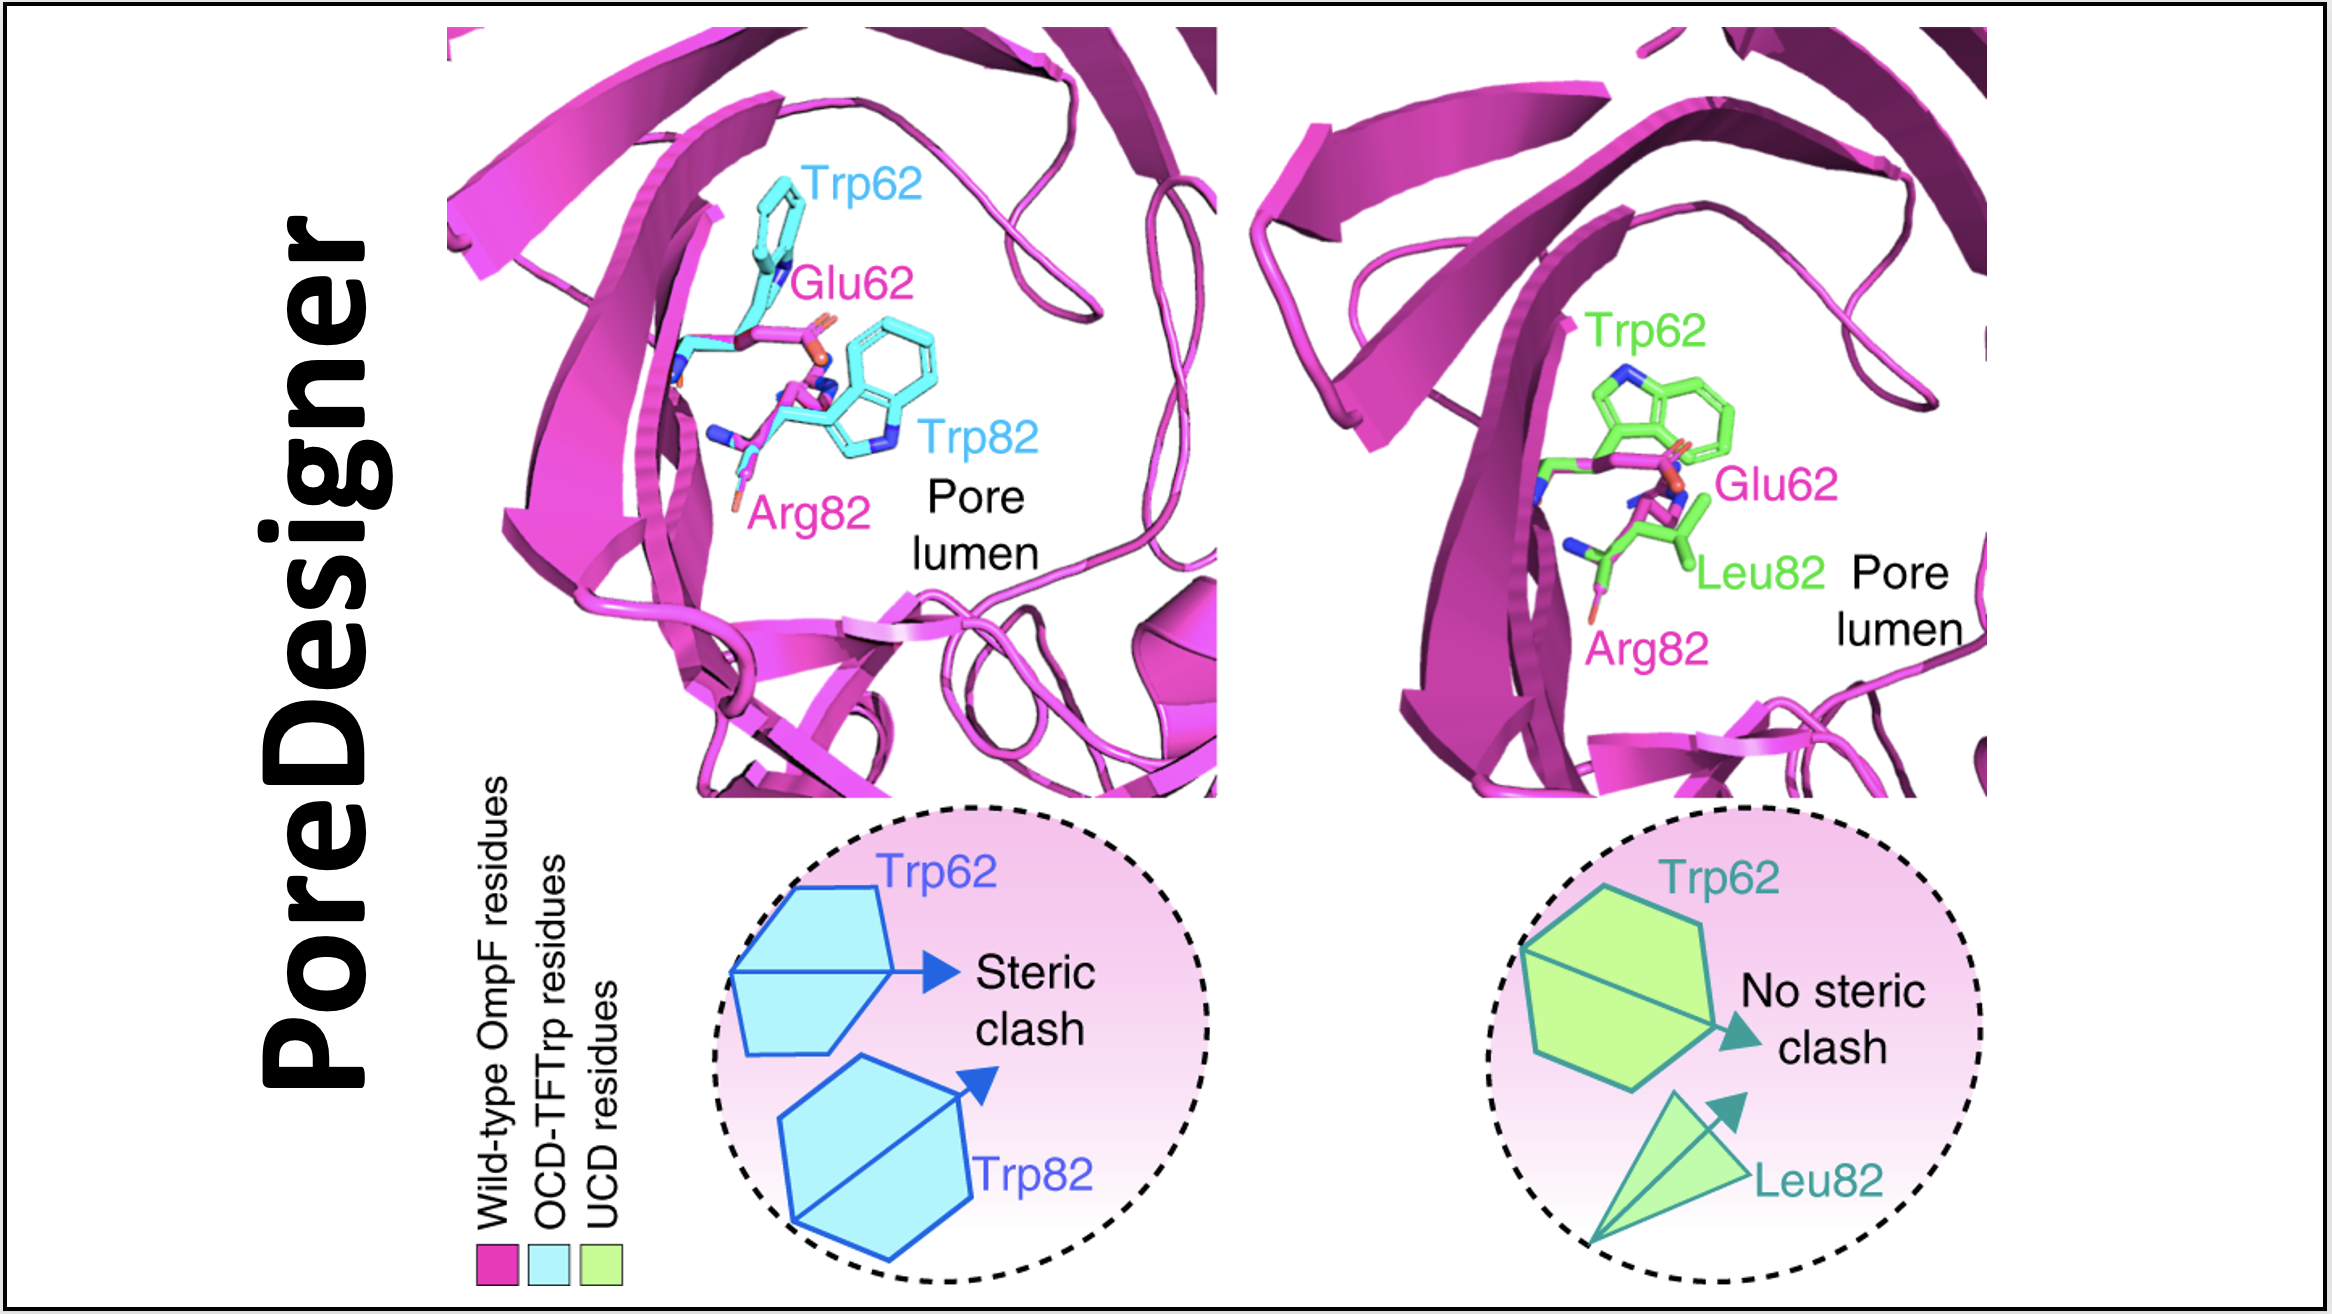 PoreDesigner
Trp62
Glu62
Trp82
Arg82
Pore
lumen
Trp62
Glu62
Leu82
Arg82
Pore
lumen
Wild-type OmpF residues
OCD-TFTrp residues
UCD residues
Trp62
Steric
clash
Trp82
Trp62
No steric
clash
Leu82